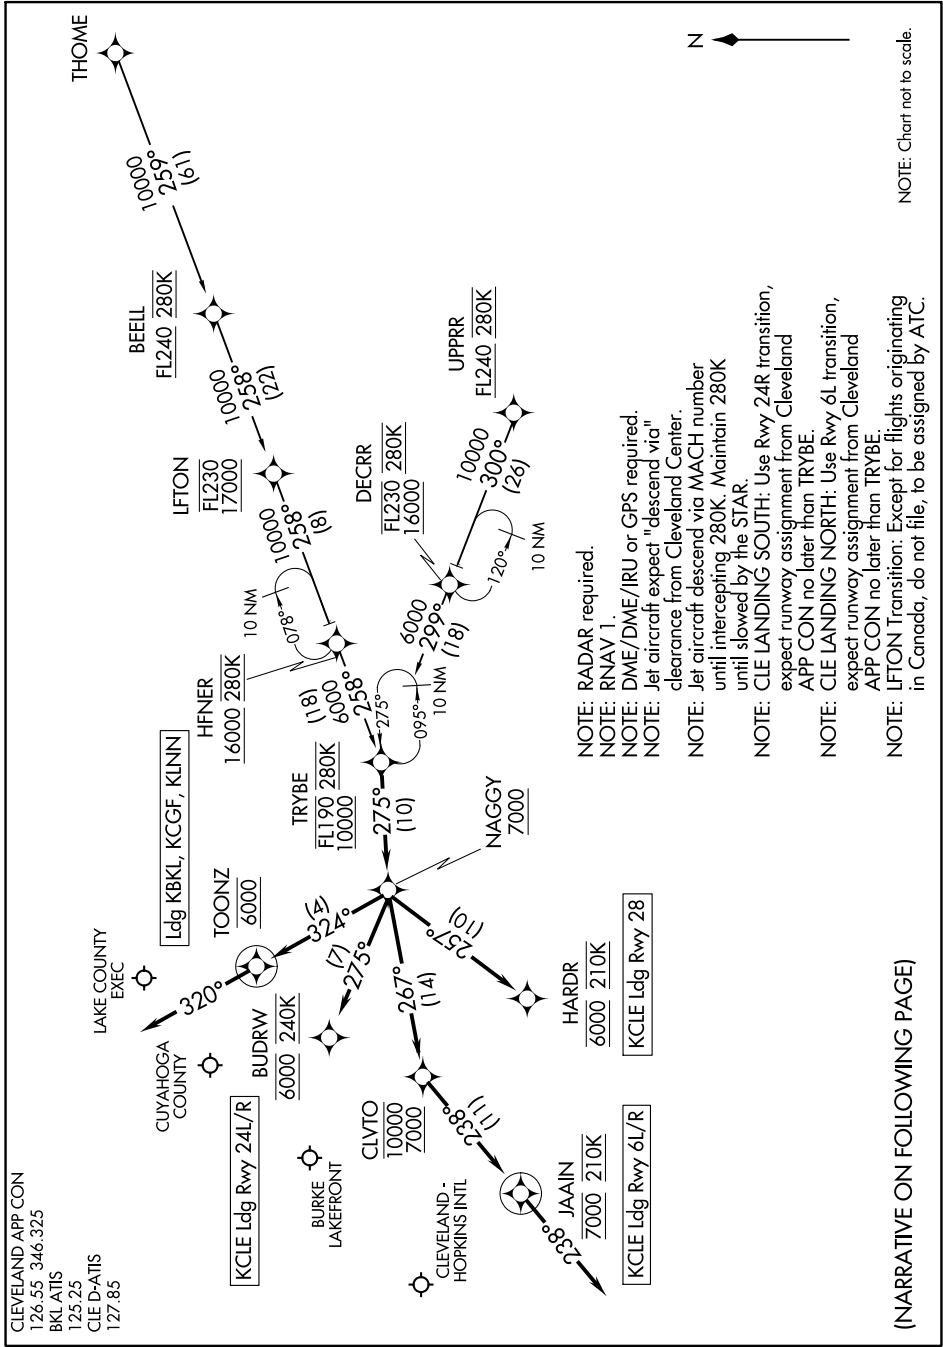 CLEVELAND APP CON
126.55 346.325
BKL ATIS
125.25
CLE D-ATIS
127.85
LAKE COUNTY
EXEC
CUYAHOGA
COUNTY
BURKE
LAKEFRONT
CLEVELAND -
HOPKINS INTL
Ldg KBKL, KCGF, KLNN
TOONZ
6000
320°
324°
(4)
KCLE Ldg Rwy 24L/R
BUDRW
6000 240K
275°
(7)
CLVTO
10000
7000
267°
(14)
238°
(11)
JAAIN
7000 210K
KCLE Ldg Rwy 6L/R
238°
HARDR
6000 210K
KCLE Ldg Rwy 28
257°
(10)
NAGGY
7000
275°
(10)
TRYBE
FL190 280K
10000
275°
095°
10 NM
HFNER
16000 280K
(18)
6000
258°
078°
10 NM
10000
258°
(8)
LFTON
FL230
17000
10000
258°
(22)
BEELL
FL240 280K
10000
259°
(61)
THOME
6000
299°
(18)
DECRR
FL230 280K
16000
120°
10 NM
10000
300°
(26)
UPPRR
FL240 280K
N
NOTE: RADAR required.
NOTE: RNAV 1.
NOTE: DME/DME/IRU or GPS required.
NOTE: Jet aircraft expect "descend via"
clearance from Cleveland Center.
NOTE: Jet aircraft descend via MACH number
until intercepting 280K. Maintain 280K
until slowed by the STAR.
NOTE: CLE LANDING SOUTH: Use Rwy 24R transition,
expect runway assignment from Cleveland
APP CON no later than TRYBE.
NOTE: CLE LANDING NORTH: Use Rwy 6L transition,
expect runway assignment from Cleveland
APP CON no later than TRYBE.
NOTE: LFTON Transition: Except for flights originating
in Canada, do not file, to be assigned by ATC.
NOTE: Chart not to scale.
(NARRATIVE ON FOLLOWING PAGE)